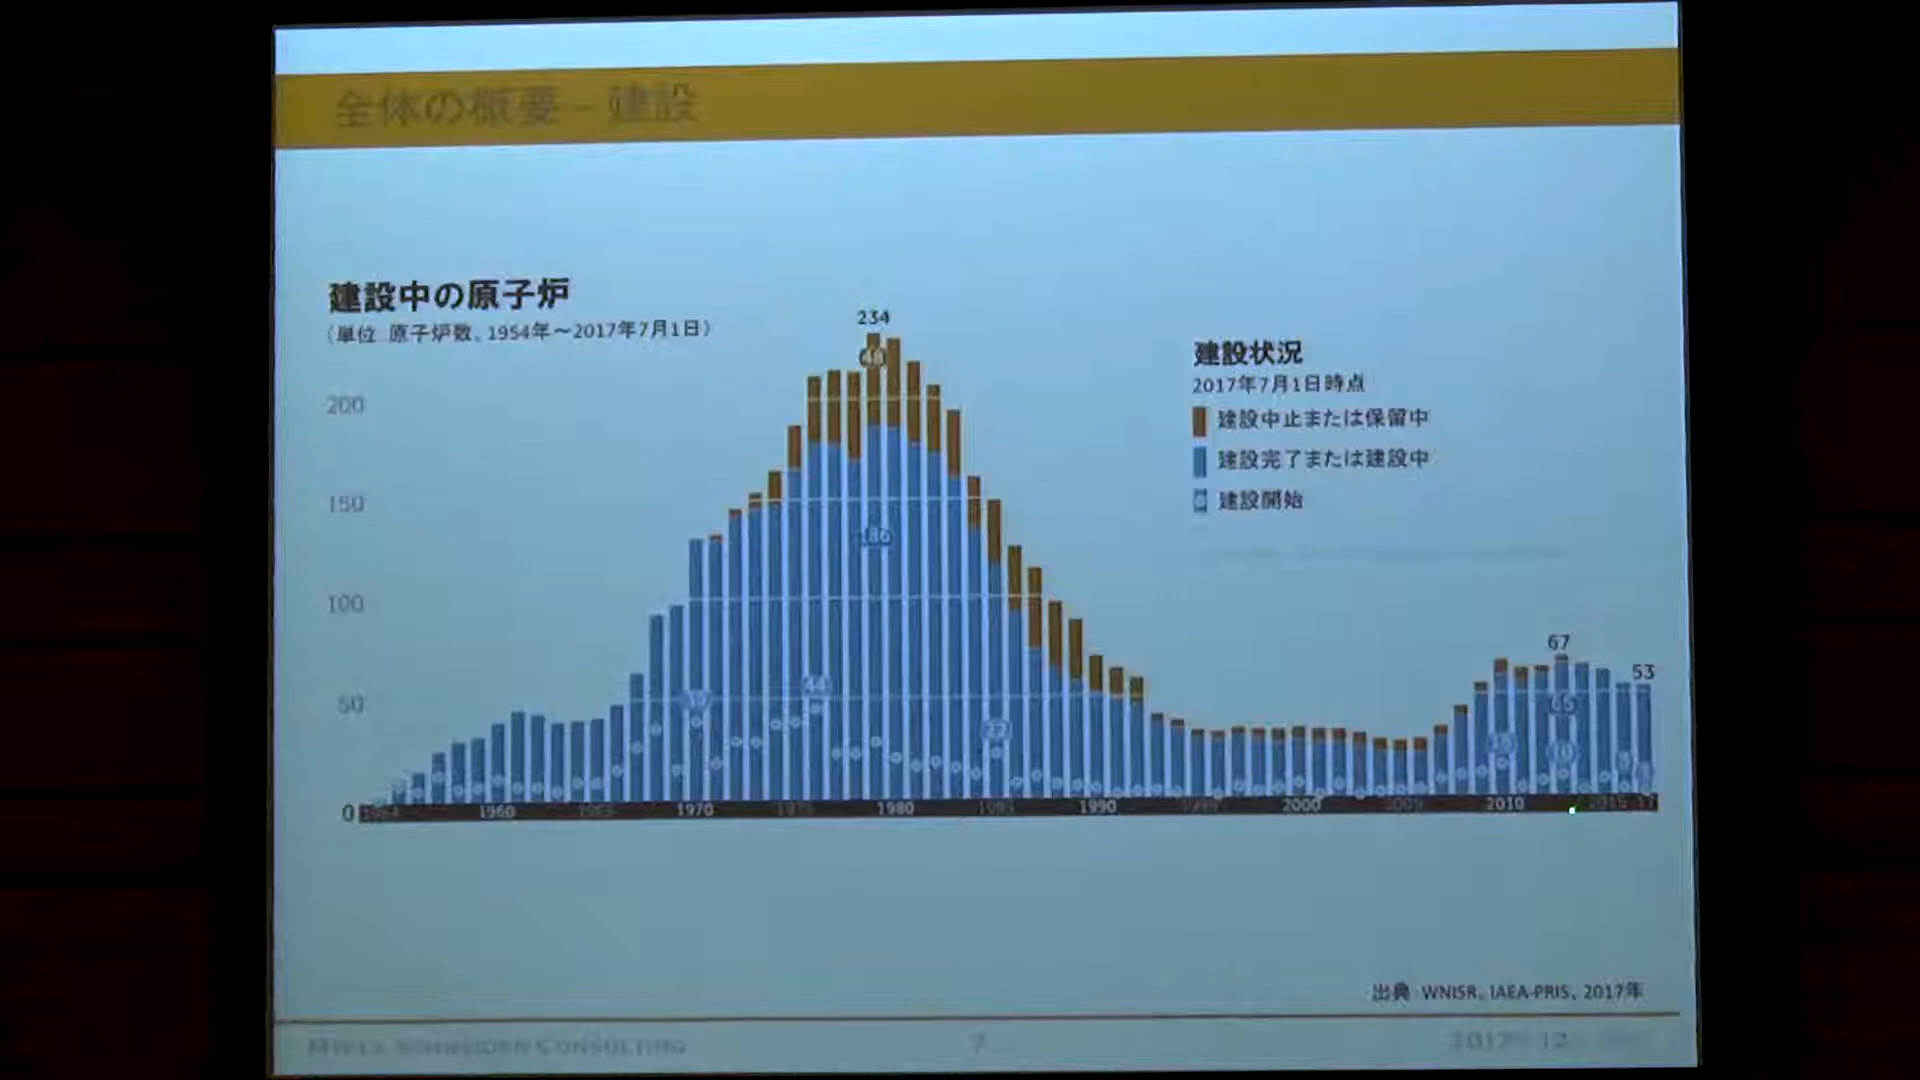 全体の概要 – 建設
建設中の原子炉
（単位 原子炉数、1954年〜2017年7月1日）
234
200
150
100
50
0
44
67
53
1960
1970
1980
1990
2000
2010
建設状況
2017年7月1日時点
建設中止または保留中
建設完了または建設中
建設開始
出典 WNISR、IAEA-PRIS、2017年
MYCLE SCHNEIDER CONSULTING
7